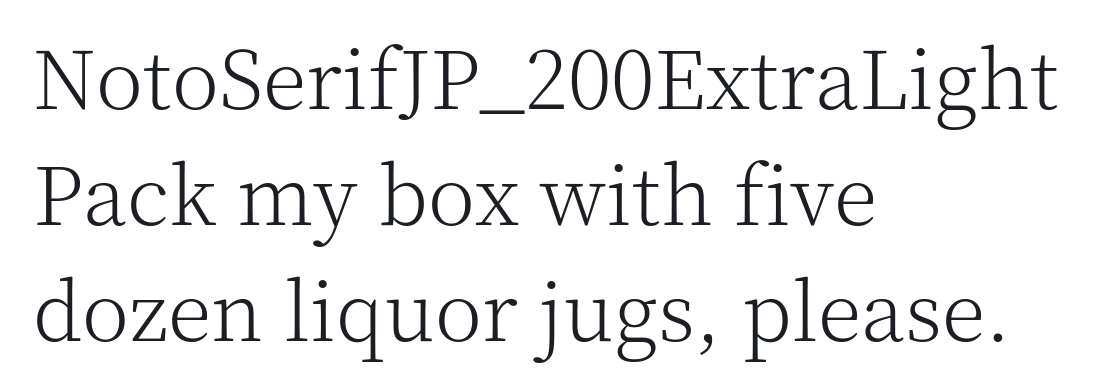 NotoSerifJP_200ExtraLight
Pack my box with five
dozen liquor jugs, please.